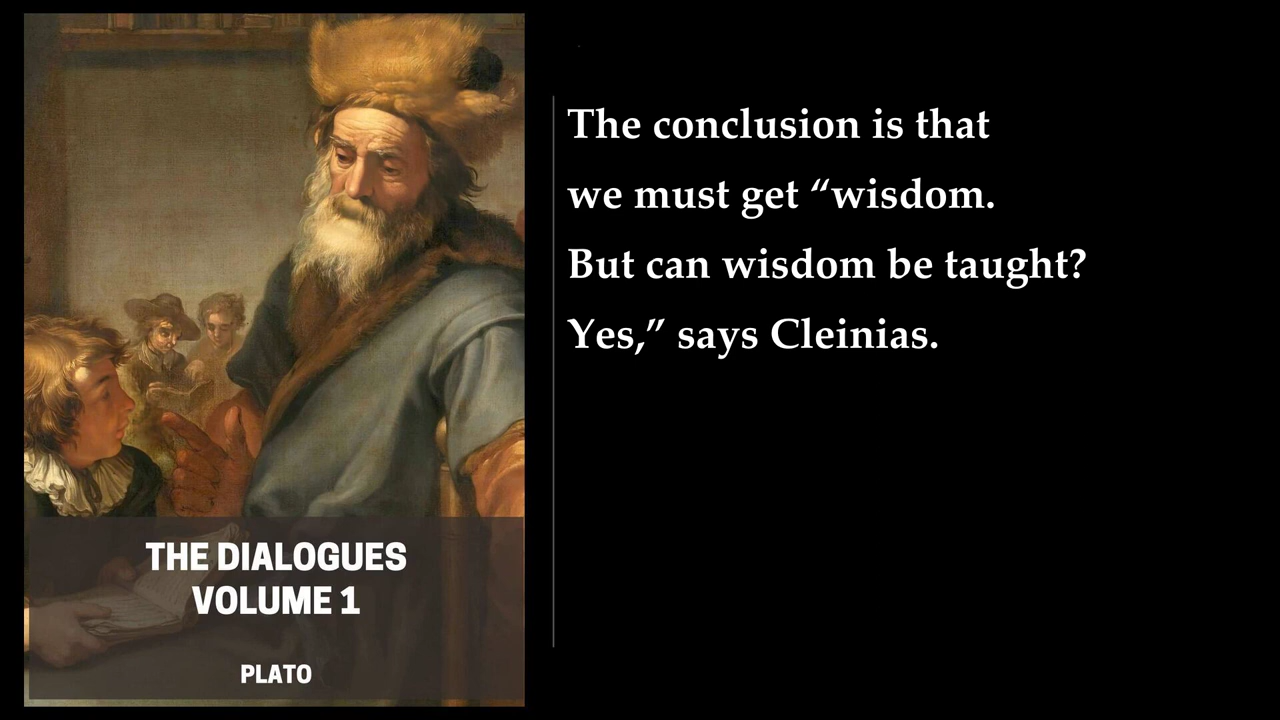 The conclusion is that
we must get “wisdom.
But can wisdom be taught?
Yes,” says Cleinias.
THE DIALOGUES
VOLUME 1
PLATO